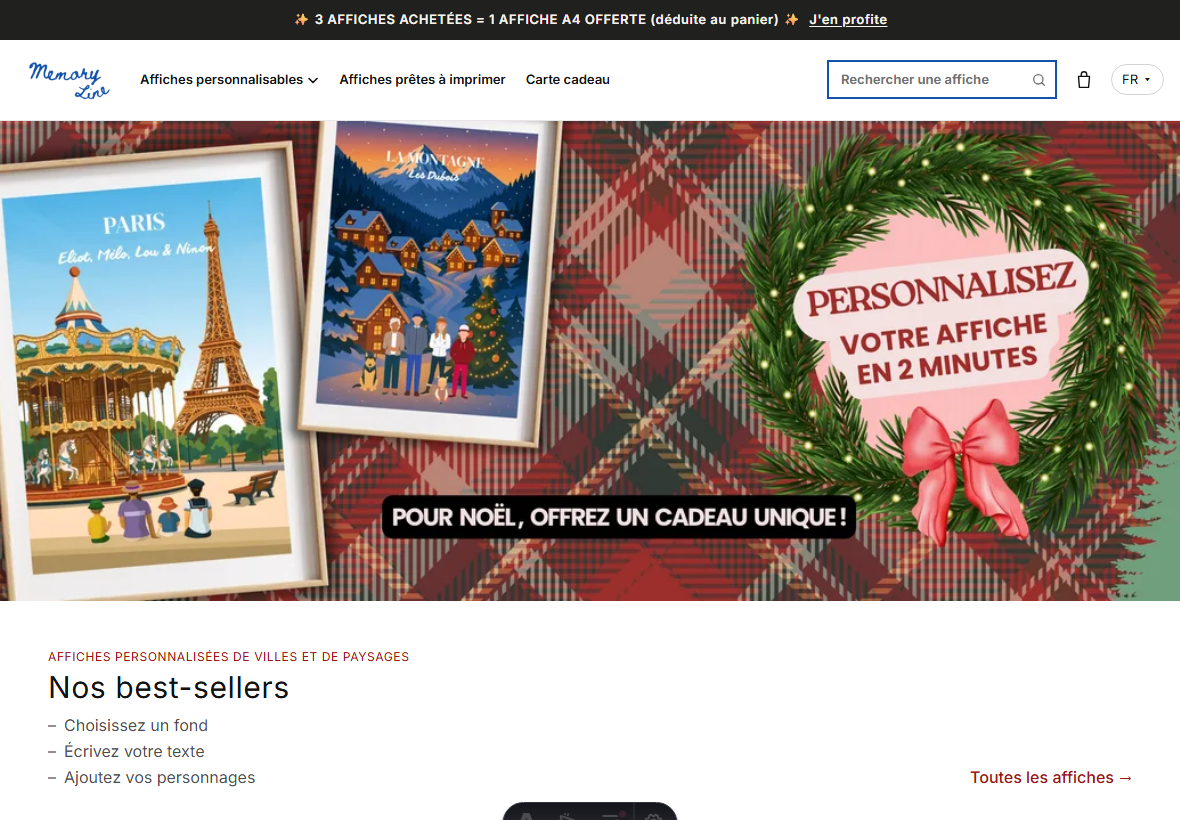 ✨ 3 AFFICHES ACHETÉES = 1 AFFICHE A4 OFFERTE (déduite au panier) ✨ J'en profite
Memory
Line
Affiches personnalisables
Affiches prêtes à imprimer
Carte cadeau
Rechercher une affiche
FR
PARIS
Eliot, Mélo, Lou & Ninon
LA MONTAGNE
Les Dubois
PERSONNALISEZ
VOTRE AFFICHE
EN 2 MINUTES
POUR NOËL, OFFREZ UN CADEAU UNIQUE !
AFFICHES PERSONNALISÉES DE VILLES ET DE PAYSAGES
Nos best-sellers
– Choisissez un fond
– Écrivez votre texte
– Ajoutez vos personnages
Toutes les affiches →